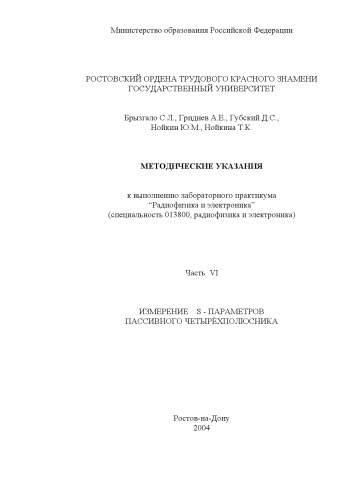 Министерство образования Российской Федерации
РОСТОВСКИЙ ОРДЕНА ТРУДОВОГО КРАСНОГО ЗНАМЕНИ
ГОСУДАРСТВЕННЫЙ УНИВЕРСИТЕТ
Брызгало С.Л., Гриднев А.Е., Губский Д.С.,
Нойкин Ю.М., Нойкина Т.К.
МЕТОДИЧЕСКИЕ УКАЗАНИЯ
к выполнению лабораторного практикума
“Радиофизика и электроника”
(специальность 013800, радиофизика и электроника)
Часть VI
ИЗМЕРЕНИЕ S - ПАРАМЕТРОВ
ПАССИВНОГО ЧЕТЫРЁХПОЛЮСНИКА
Ростов-на-Дону
2004